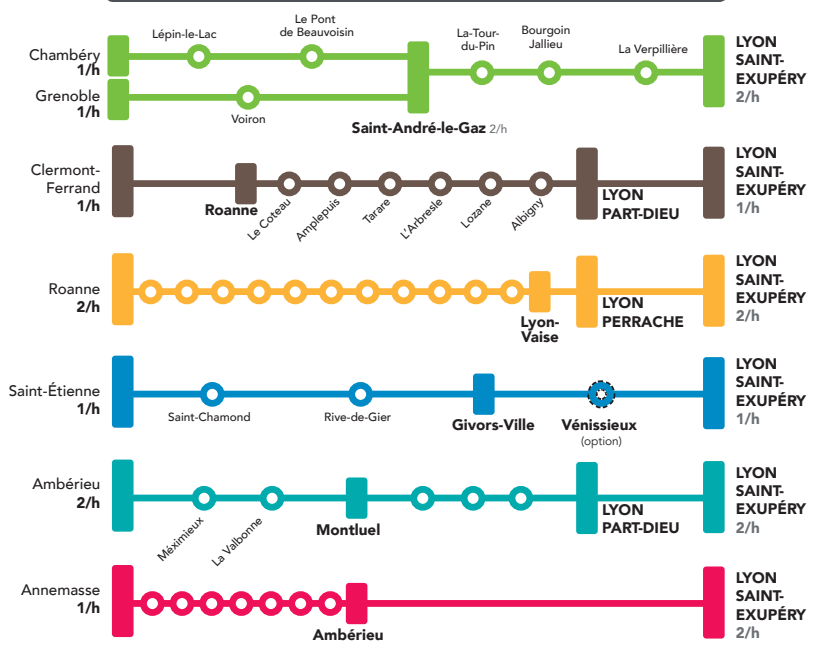 Lépin-le-Lac
Le Pont
de Beauvoisin
La-Tour-
du-Pin
Bourgoin
Jallieu
La Verpillière
Chambéry
1/h
Grenoble
1/h
Voiron
Saint-André-le-Gaz 2/h
LYON
SAINT-
EXUPÉRY
2/h
Clermont-
Ferrand
1/h
Roanne
Le Coteau
Amplepuis
Tarare
L'Arbresle
Lozane
Albigny
LYON
PART-DIEU
LYON
SAINT-
EXUPÉRY
1/h
Roanne
2/h
Lyon-
Vaise
LYON
PERRACHE
LYON
SAINT-
EXUPÉRY
2/h
Saint-Étienne
1/h
Saint-Chamond
Rive-de-Gier
Givors-Ville
Vénissieux
(option)
LYON
SAINT-
EXUPÉRY
1/h
Ambérieu
2/h
Méximieux
La Valbonne
Montluel
LYON
PART-DIEU
LYON
SAINT-
EXUPÉRY
2/h
Annemasse
1/h
Ambérieu
LYON
SAINT-
EXUPÉRY
2/h